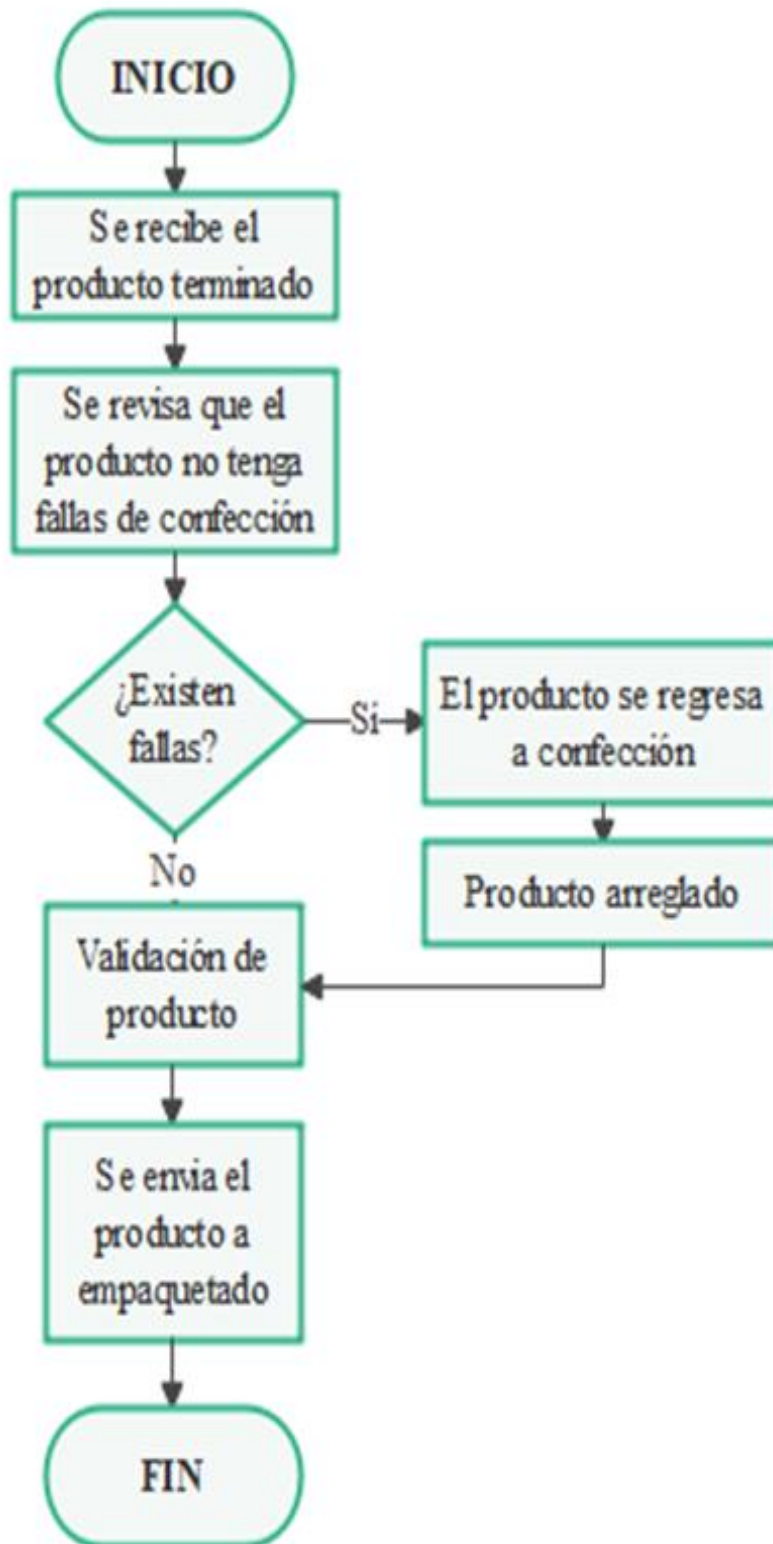 INICIO
Se recibe el
producto terminado
Se revisa que el
producto no tenga
fallas de confección
¿Existen
fallas?
Si
El producto se regresa
a confección
No
Producto arreglado
Validación de
producto
Se envia el
producto a
empaquetado
FIN